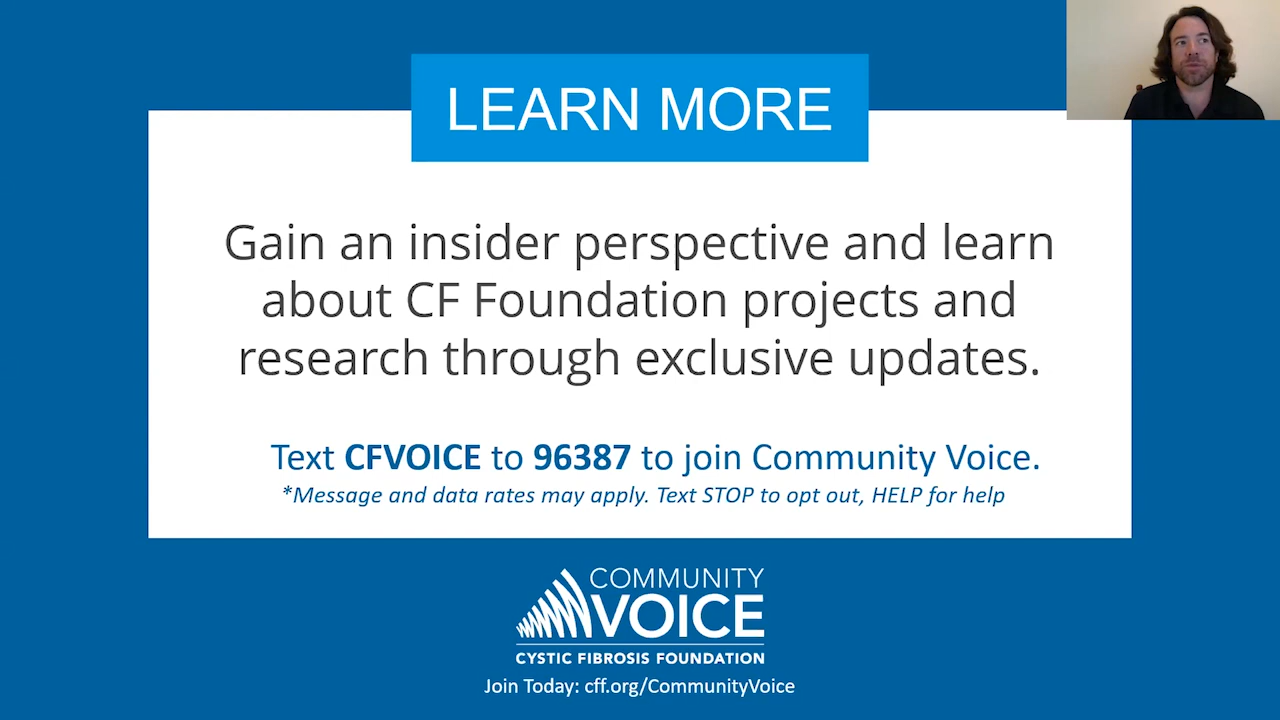 LEARN MORE
Gain an insider perspective and learn
about CF Foundation projects and
research through exclusive updates.
Text CFVOICE to 96387 to join Community Voice.
*Message and data rates may apply. Text STOP to opt out, HELP for help
COMMUNITY
VOICE
CYSTIC FIBROSIS FOUNDATION
Join Today: cff.org/CommunityVoice